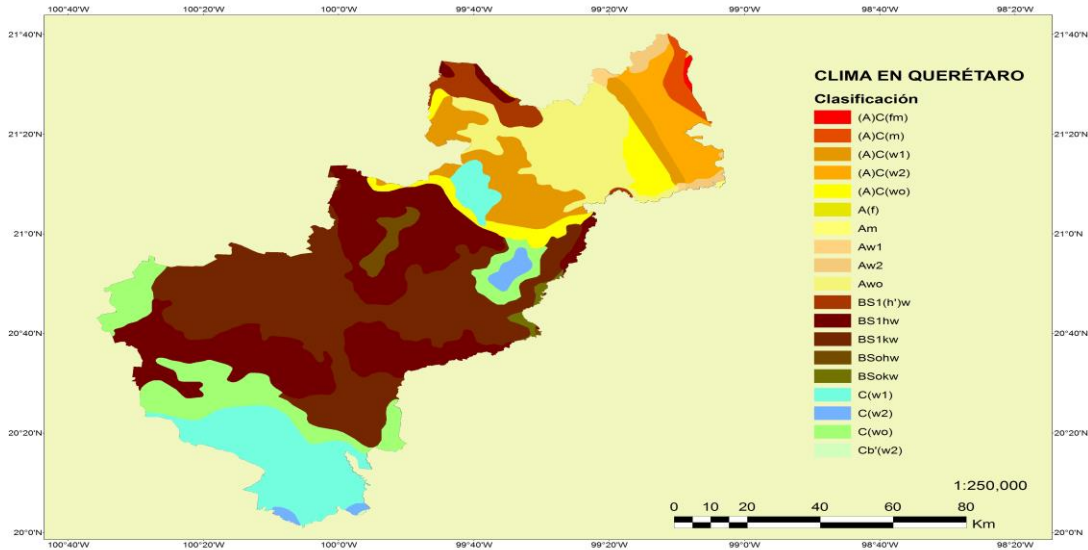 100°40'W 100°20'W 100°0'W 99°40'W 99°20'W 99°0'W 98°40'W 98°20'W
21°40'N 21°40'N
21°20'N 21°20'N
21°0'N 21°0'N
20°40'N 20°40'N
20°20'N 20°20'N
20°0'N 20°0'N
100°40'W 100°20'W 100°0'W 99°40'W 99°20'W 99°0'W 98°40'W 98°20'W
CLIMA EN QUERÉTARO
Clasificación
(A)C(fm)
(A)C(m)
(A)C(w1)
(A)C(w2)
(A)C(wo)
A(f)
Am
Aw1
Aw2
Awo
BS1(h')w
BS1hw
BS1kw
BSohw
BSokw
C(w1)
C(w2)
C(wo)
Cb'(w2)
1:250,000
0 10 20 40 60 80
Km